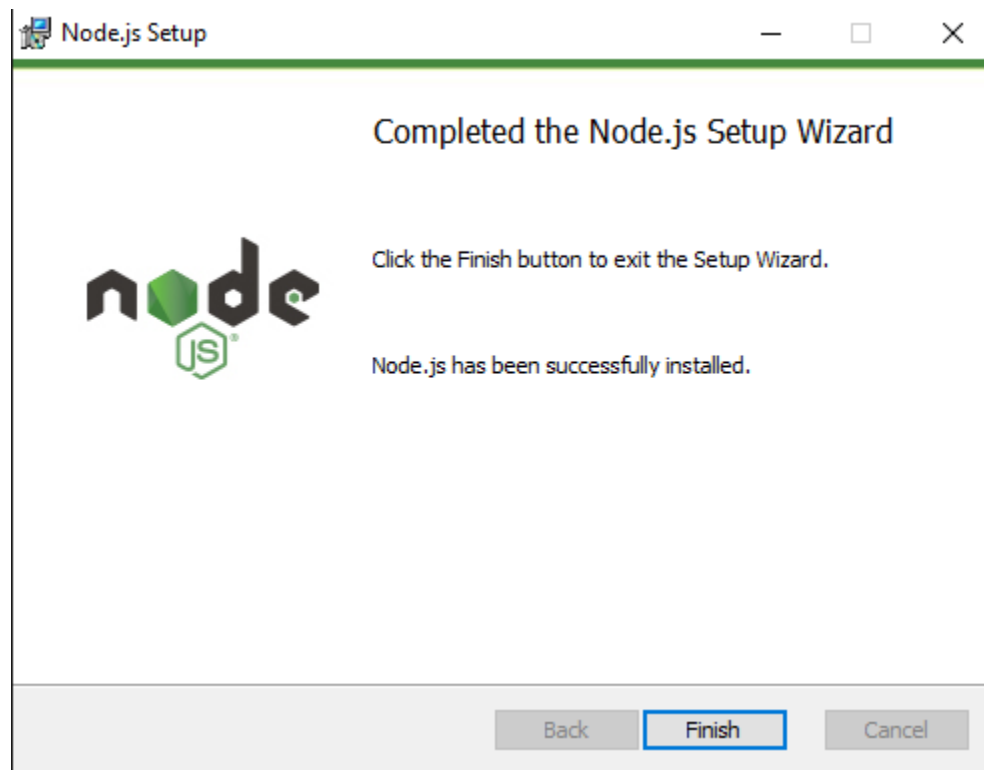 Node.js Setup
Completed the Node.js Setup Wizard
Click the Finish button to exit the Setup Wizard.
node
JS
Node.js has been successfully installed.
Back
Finish
Cancel